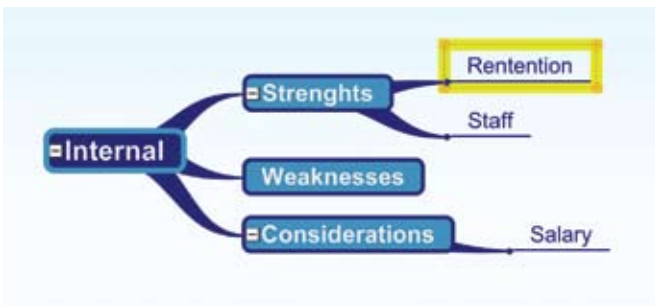 Internal
Strenghts
Rentention
Staff
Weaknesses
Considerations
Salary